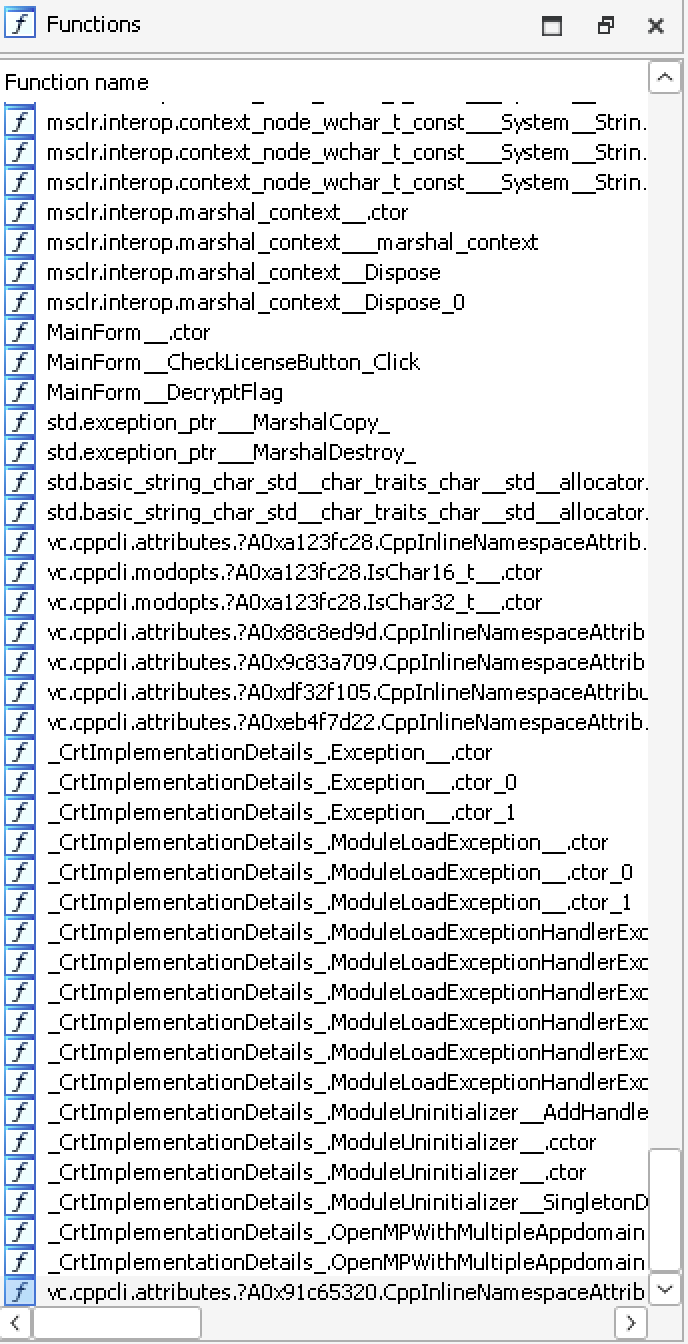 Functions
Function name
msclr.interop.context_node_wchar_t_const___System__Strin.
msclr.interop.context_node_wchar_t_const___System__Strin.
msclr.interop.context_node_wchar_t_const___System__Strin.
msclr.interop.marshal_context__.ctor
msclr.interop.marshal_context___marshal_context
msclr.interop.marshal_context__Dispose
msclr.interop.marshal_context__Dispose_0
MainForm__.ctor
MainForm__CheckLicenseButton_Click
MainForm__DecryptFlag
std.exception_ptr___MarshalCopy_
std.exception_ptr___MarshalDestroy_
std.basic_string_char_std__char_traits_char__std__allocator.
std.basic_string_char_std__char_traits_char__std__allocator.
vc.cppcli.attributes.?A0xa123fc28.CppInlineNamespaceAttrib.
vc.cppcli.modopts.?A0xa123fc28.IsChar16_t__.ctor
vc.cppcli.modopts.?A0xa123fc28.IsChar32_t__.ctor
vc.cppcli.attributes.?A0x88c8ed9d.CppInlineNamespaceAttrib
vc.cppcli.attributes.?A0x9c83a709.CppInlineNamespaceAttrib
vc.cppcli.attributes.?A0xdf32f105.CppInlineNamespaceAttribu
vc.cppcli.attributes.?A0xeb4f7d22.CppInlineNamespaceAttrib.
_CrtImplementationDetails_.Exception__.ctor
_CrtImplementationDetails_.Exception__.ctor_0
_CrtImplementationDetails_.Exception__.ctor_1
_CrtImplementationDetails_.ModuleLoadException__.ctor
_CrtImplementationDetails_.ModuleLoadException__.ctor_0
_CrtImplementationDetails_.ModuleLoadException__.ctor_1
_CrtImplementationDetails_.ModuleLoadExceptionHandlerExc
_CrtImplementationDetails_.ModuleLoadExceptionHandlerExc
_CrtImplementationDetails_.ModuleLoadExceptionHandlerExc
_CrtImplementationDetails_.ModuleLoadExceptionHandlerExc
_CrtImplementationDetails_.ModuleLoadExceptionHandlerExc
_CrtImplementationDetails_.ModuleLoadExceptionHandlerExc
_CrtImplementationDetails_.ModuleUninitializer__AddHandle
_CrtImplementationDetails_.ModuleUninitializer__.cctor
_CrtImplementationDetails_.ModuleUninitializer__.ctor
_CrtImplementationDetails_.ModuleUninitializer__SingletonD
_CrtImplementationDetails_.OpenMPWithMultipleAppdomain
_CrtImplementationDetails_.OpenMPWithMultipleAppdomain
vc.cppcli.attributes.?A0x91c65320.CppInlineNamespaceAttrib